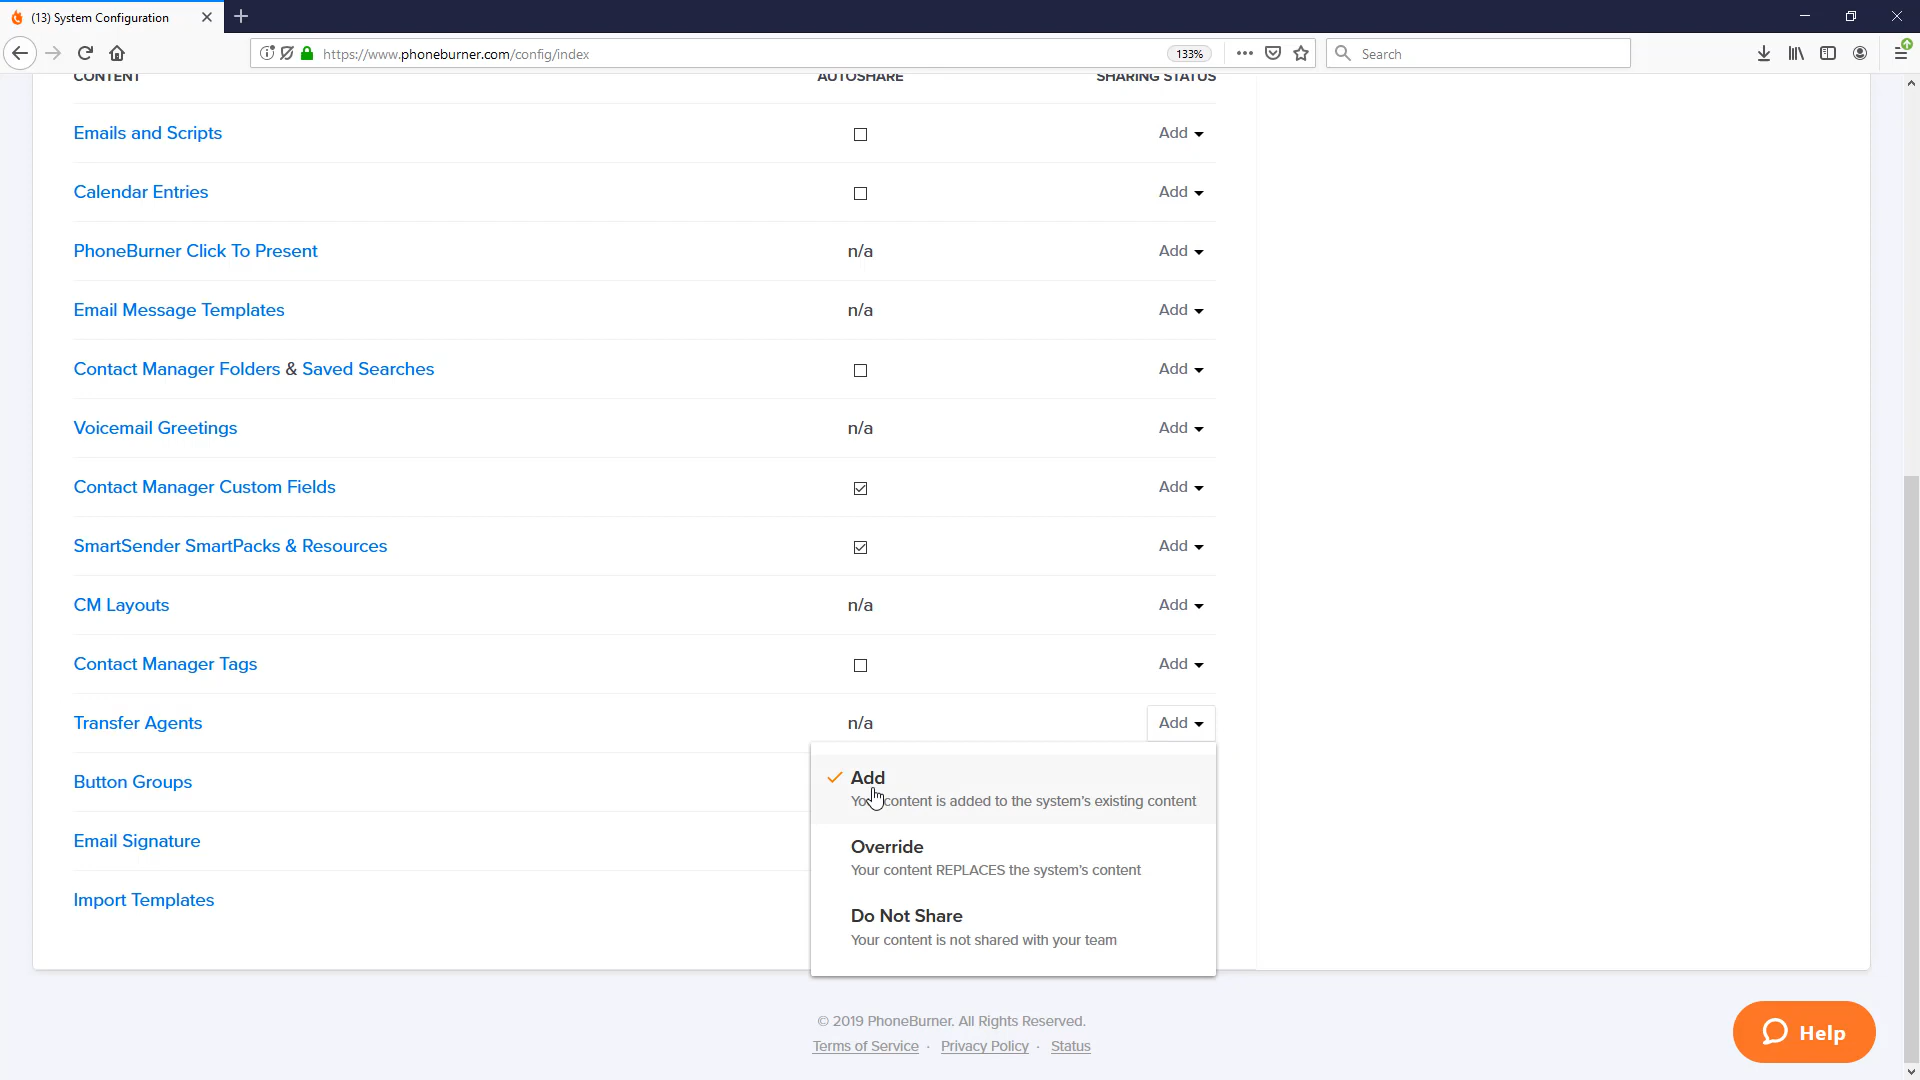 (13) System Configuration
https://www.phoneburner.com/config/index
133%
Search
CONTENT AUTOSHARE SHARING STATUS
Emails and Scripts Add
Calendar Entries Add
PhoneBurner Click To Present n/a Add
Email Message Templates n/a Add
Contact Manager Folders & Saved Searches Add
Voicemail Greetings n/a Add
Contact Manager Custom Fields Add
SmartSender SmartPacks & Resources Add
CM Layouts n/a Add
Contact Manager Tags Add
Transfer Agents n/a Add
Button Groups
Email Signature
Import Templates
Add
content is added to the system's existing content
Override
Your content REPLACES the system's content
Do Not Share
Your content is not shared with your team
© 2019 PhoneBurner. All Rights Reserved.
Terms of Service · Privacy Policy · Status
Help